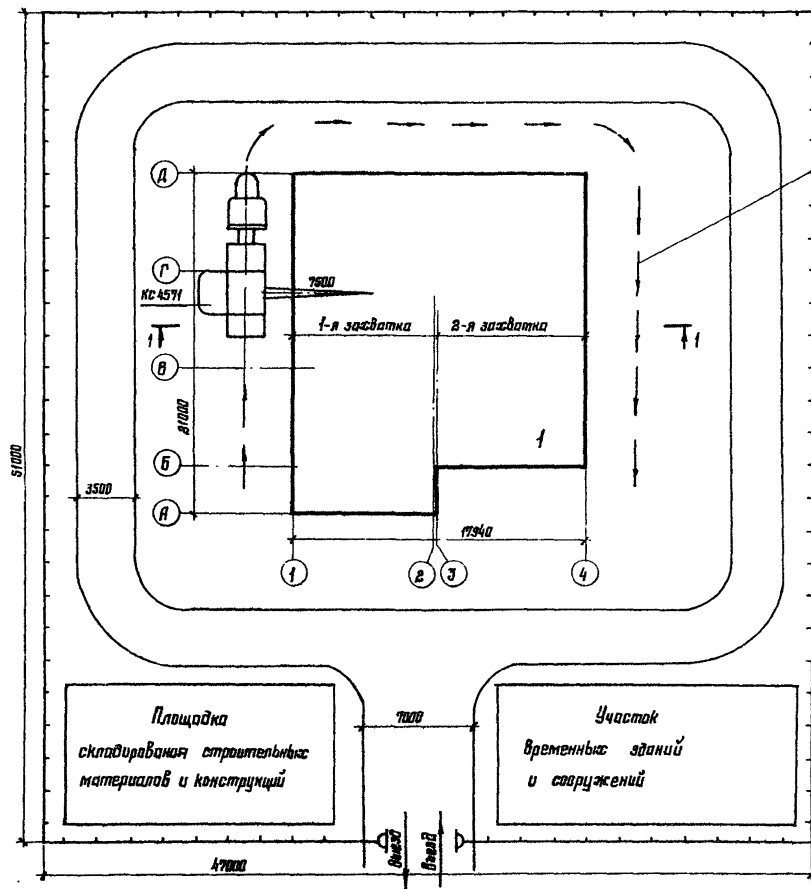 Д
Г
КС 4571
7500
1-я захватка
2-я захватка
1
1
В
21000
51000
Б
1
3500
А
17940
1
2
3
4
Площадка
складирования строительных
материалов и конструкций
7000
Участок
временных зданий
и сооружений
Выезд
Въезд
47000